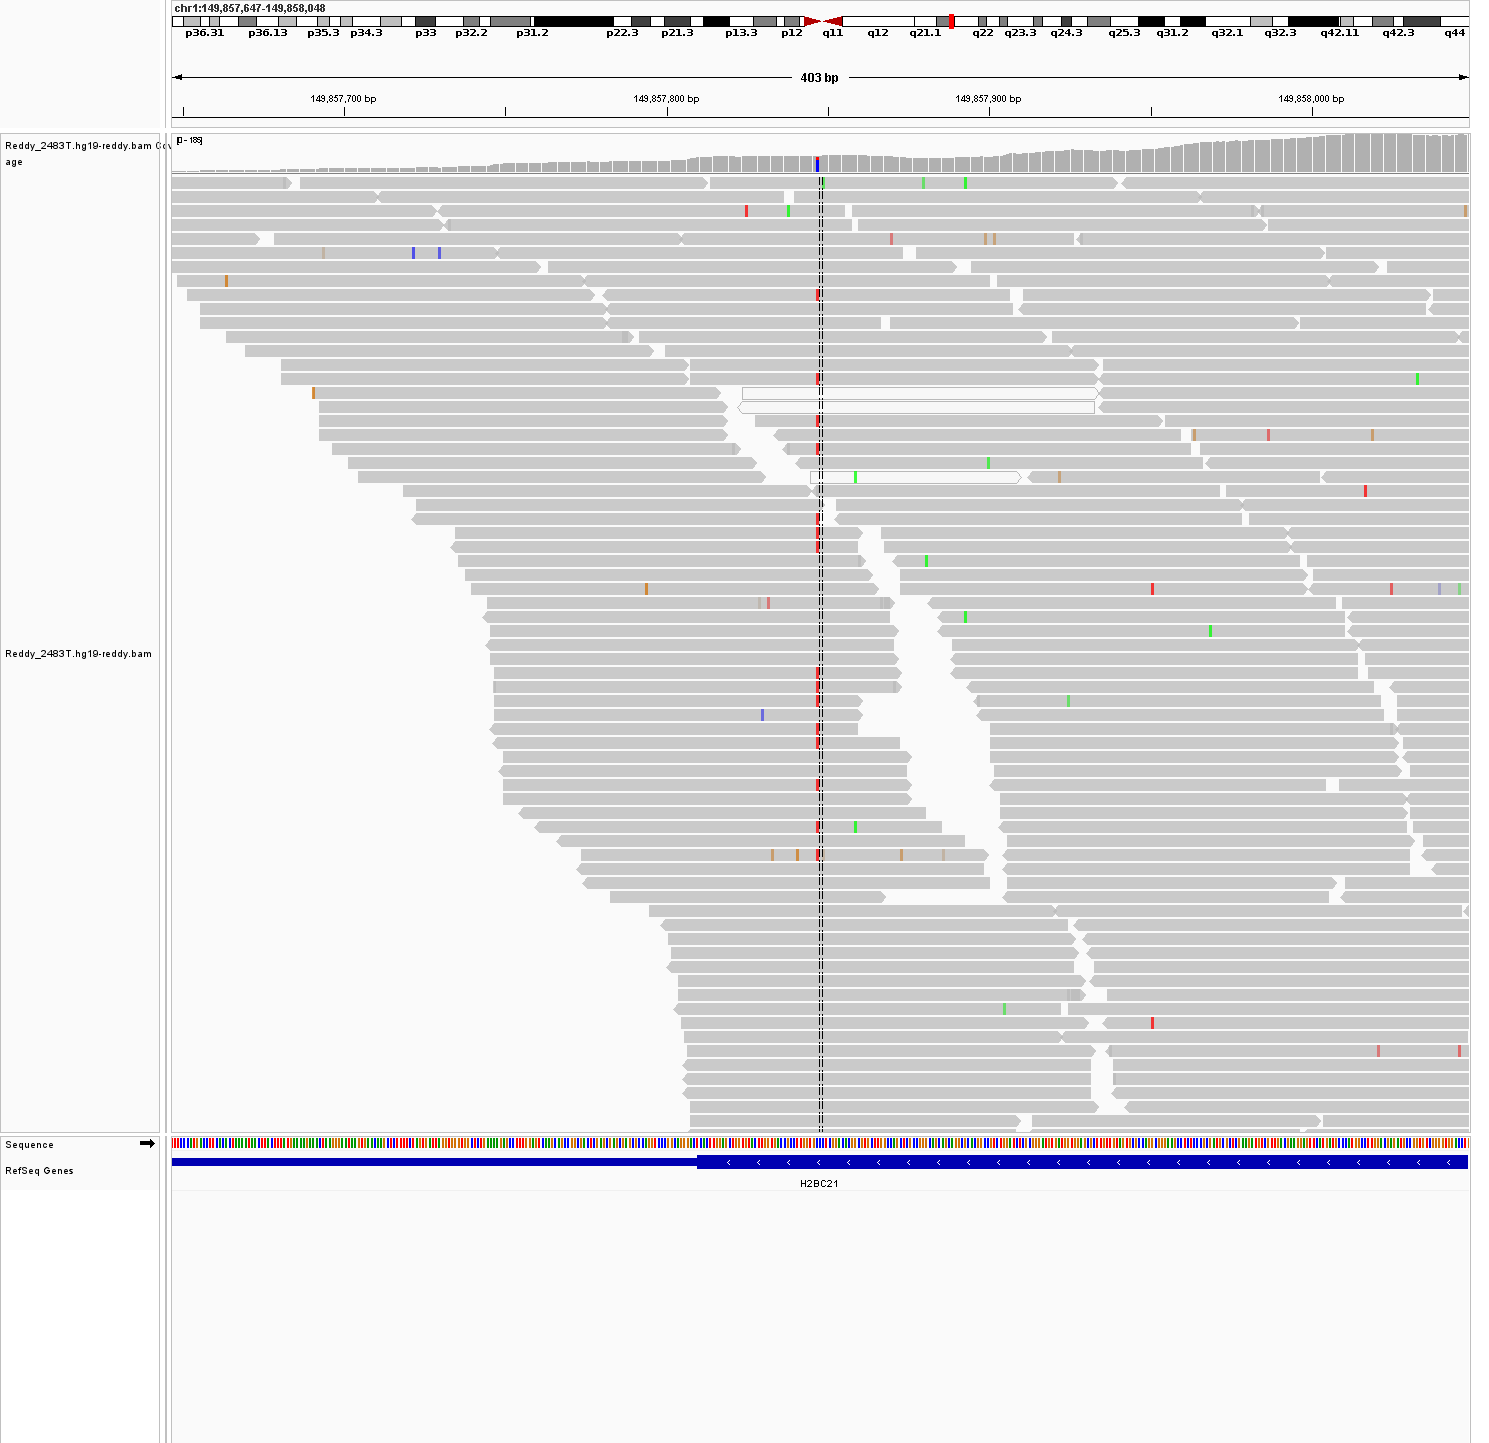 chr1:149,857,647-149,858,048
p36.31 p36.13 p35.3 p34.3 p33 p32.2 p31.2 p22.3 p21.3 p13.3 p12 q11 q12 q21.1 q22 q23.3 q24.3 q25.3 q31.2 q32.1 q32.3 q42.11 q42.3 q44
403 bp
149,857,700 bp 149,857,800 bp 149,857,900 bp 149,858,000 bp
[0 - 185]
Reddy_2483T.hg19-reddy.bam Cov
age
Reddy_2483T.hg19-reddy.bam
Sequence
RefSeq Genes
H2BC21